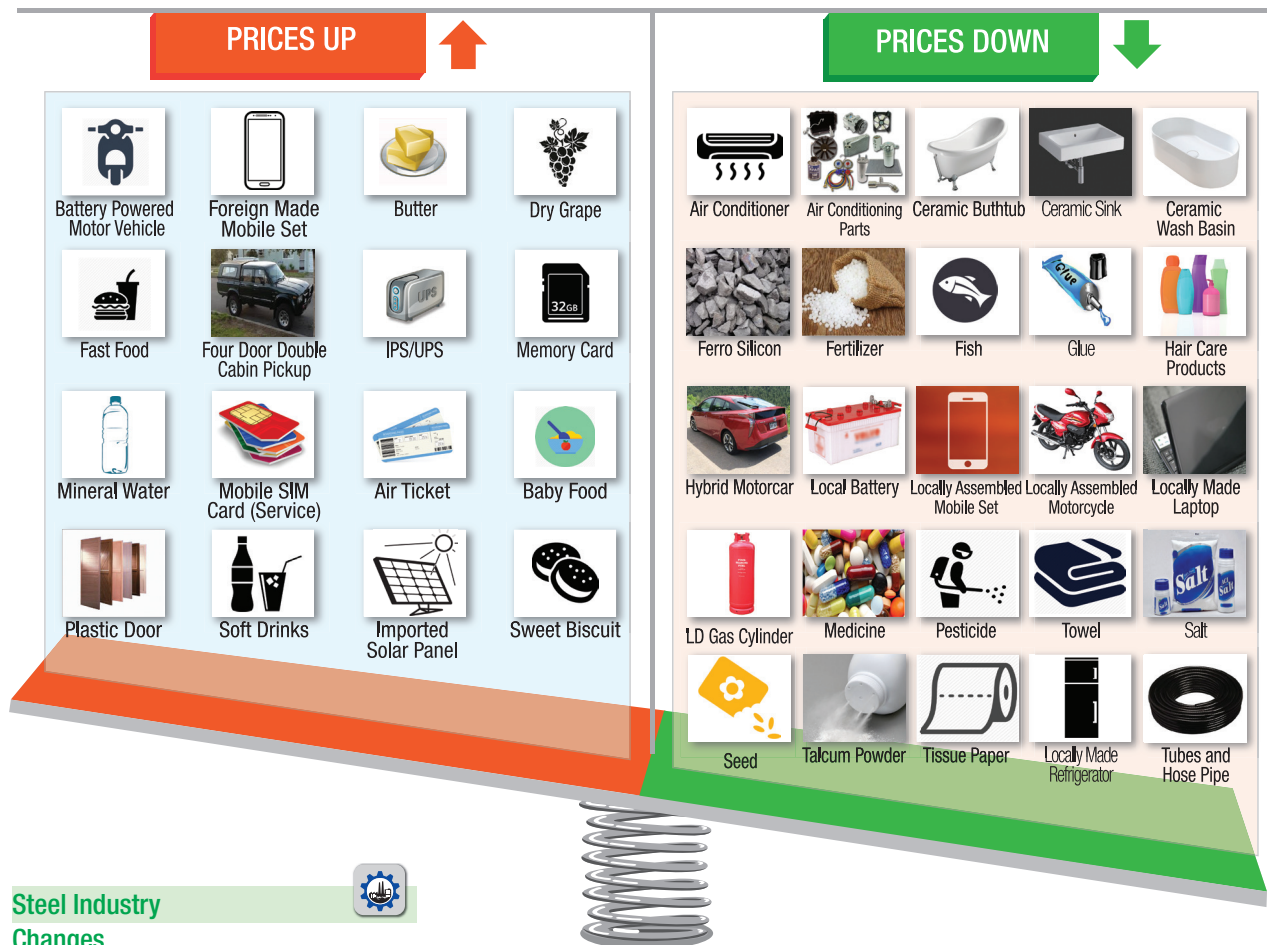 PRICES UP
PRICES DOWN
Battery Powered
Motor Vehicle
Foreign Made
Mobile Set
Butter
Dry Grape
Fast Food
Four Door Double
Cabin Pickup
UPS
IPS/UPS
32GB
Memory Card
Mineral Water
Mobile SIM
Card (Service)
Air Ticket
Baby Food
Plastic Door
Soft Drinks
Imported
Solar Panel
Sweet Biscuit
Air Conditioner
Air Conditioning
Parts
Ceramic Buthtub
Ceramic Sink
Ceramic
Wash Basin
Ferro Silicon
Fertilizer
Fish
Glue
Glue
Hair Care
Products
Hybrid Motorcar
Local Battery
Locally Assembled
Mobile Set
Locally Assembled
Motorcycle
Locally Made
Laptop
LD Gas Cylinder
Medicine
Pesticide
Towel
Salt
Salt
Salt
Seed
Talcum Powder
Tissue Paper
Locally Made
Refrigerator
Tubes and
Hose Pipe
Steel Industry
Changes